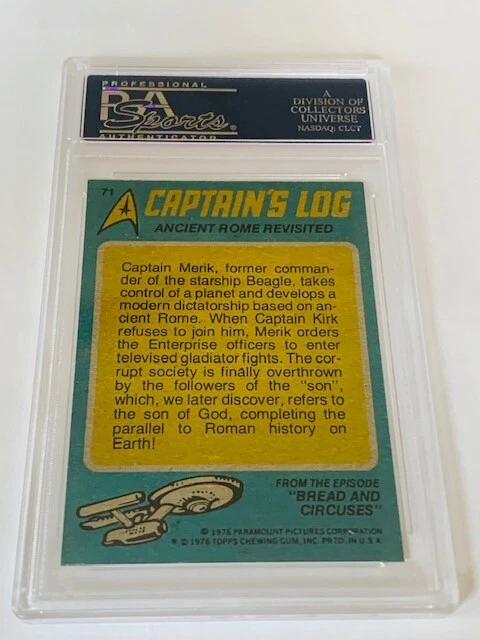 PROFESSIONAL
PSA
Sports®
AUTHENTICATOR
A
DIVISION OF
COLLECTORS
UNIVERSE
NASDAQ: CLCT
71
CAPTAIN'S LOG
ANCIENT ROME REVISITED
Captain Merik, former comman-
der of the starship Beagle, takes
control of a planet and develops a
modern dictatorship based on an-
cient Rome. When Captain Kirk
refuses to join him, Merik orders
the Enterprise officers to enter
televised gladiator fights. The cor-
rupt society is finally overthrown
by the followers of the "son",
which, we later discover, refers to
the son of God, completing the
parallel to Roman history on
Earth!
FROM THE EPISODE
"BREAD AND
CIRCUSES"
© 1976 PARAMOUNT PICTURES CORPORATION
* © 1976 TOPPS CHEWING GUM, INC. PRTD. IN U.S.A.